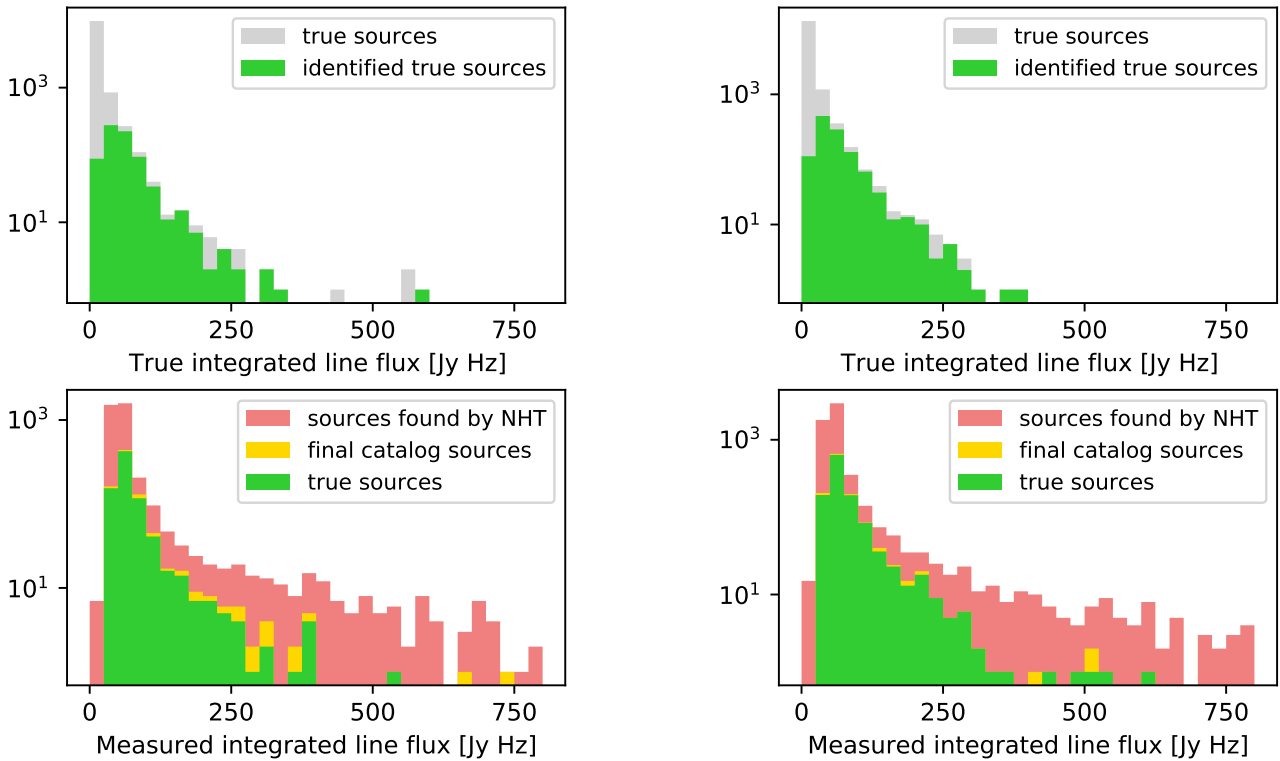 true sources
identified true sources
10³
10¹
0 250 500 750
True integrated line flux [Jy Hz]
true sources
identified true sources
10³
10¹
0 250 500 750
True integrated line flux [Jy Hz]
sources found by NHT
final catalog sources
true sources
10³
10¹
0 250 500 750
Measured integrated line flux [Jy Hz]
sources found by NHT
final catalog sources
true sources
10³
10¹
0 250 500 750
Measured integrated line flux [Jy Hz]